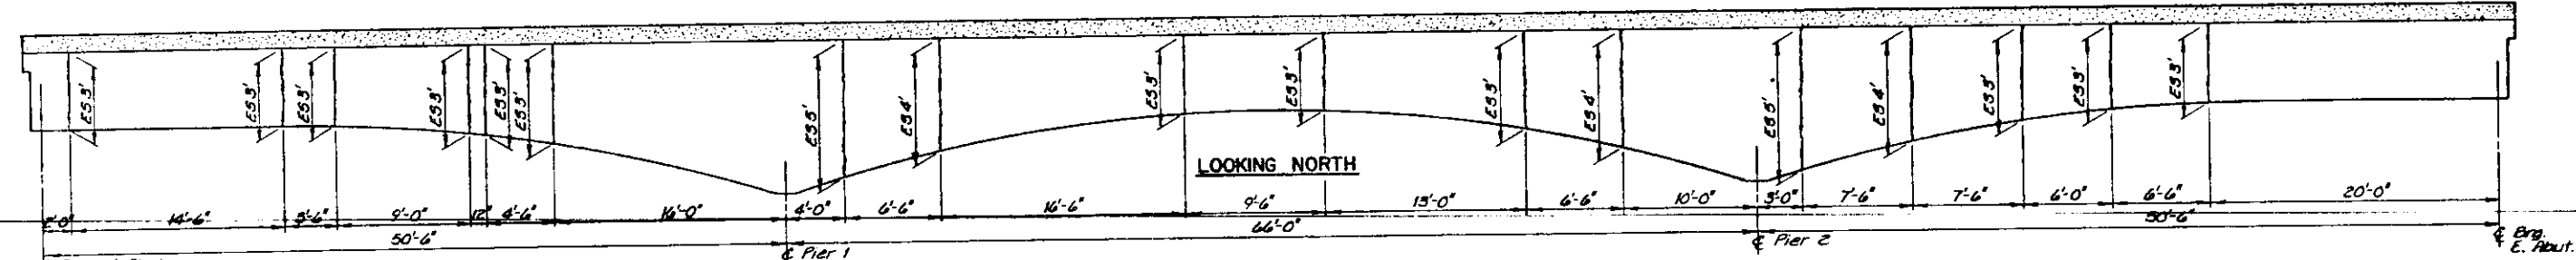 E53' E53' E53' E53' E53' E53' E55' E54' E53' E53' E53' E54' E55' E54' E53' E53' E53'
LOOKING NORTH
2'-0" 14'-6" 3'-6" 9'-0" 12" 4'-6" 16'-0" 4'-0" 6'-6" 16'-6" 9'-6" 13'-0" 6'-6" 10'-0" 3'-0" 7'-6" 7'-6" 6'-0" 6'-6" 20'-0"
50'-6" 66'-0" 50'-6"
℄ Pier 1 ℄ Pier 2 ℄ Brg.
E. Abut.